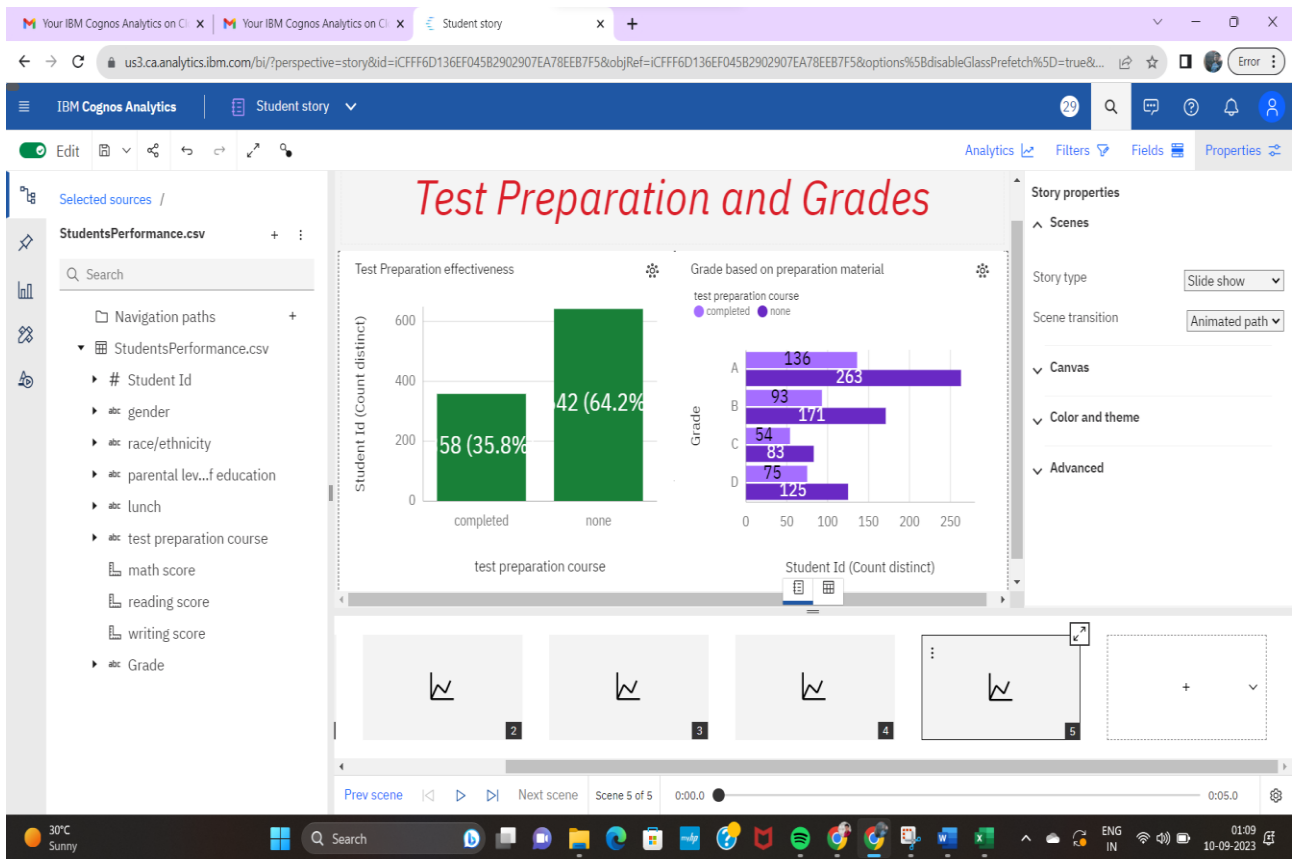 Your IBM Cognos Analytics on Cl
Your IBM Cognos Analytics on C
Student story
us3.ca.analytics.ibm.com/bi/?perspective=story&id=iCFFF6D136EF045B2902907EA78EEB7F5&objRef=iCFFF6D136EF045B2902907EA78EEB7F5&options%5BdisableGlassPrefetch%5D=true&...
Error
IBM Cognos Analytics
Student story
29
Edit
Analytics
Filters
Fields
Properties
Selected sources /
StudentsPerformance.csv
Search
Navigation paths
StudentsPerformance.csv
# Student Id
abc gender
abc race/ethnicity
abc parental lev...f education
abc lunch
abc test preparation course
math score
reading score
writing score
abc Grade
Test Preparation and Grades
Test Preparation effectiveness
Student Id (Count distinct)
600
400
200
0
58 (35.8%
42 (64.2%
completed
none
test preparation course
Grade based on preparation material
test preparation course
completed
none
Grade
A
136
263
B
93
171
C
54
83
D
75
125
0
50
100
150
200
250
Student Id (Count distinct)
Story properties
Scenes
Story type
Slide show
Scene transition
Animated path
Canvas
Color and theme
Advanced
2
3
4
5
Prev scene
Next scene
Scene 5 of 5
0:00.0
0:05.0
30°C
Sunny
Search
ENG
IN
01:09
10-09-2023